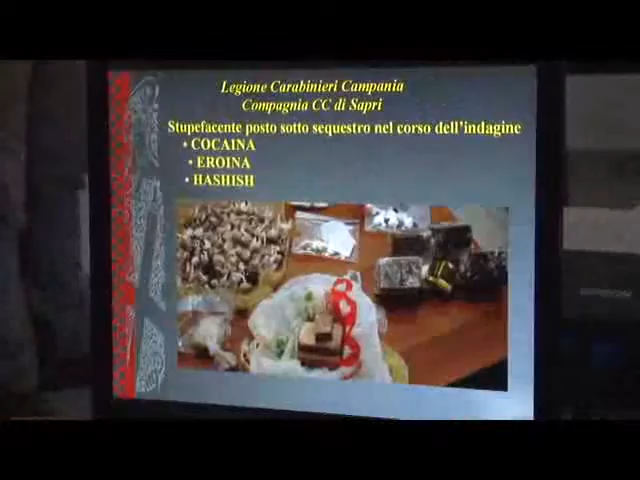 Legione Carabinieri Campania
Compagnia CC di Sapri
Stupefacente posto sotto sequestro nel corso dell'indagine
• COCAINA
• EROINA
• HASHISH